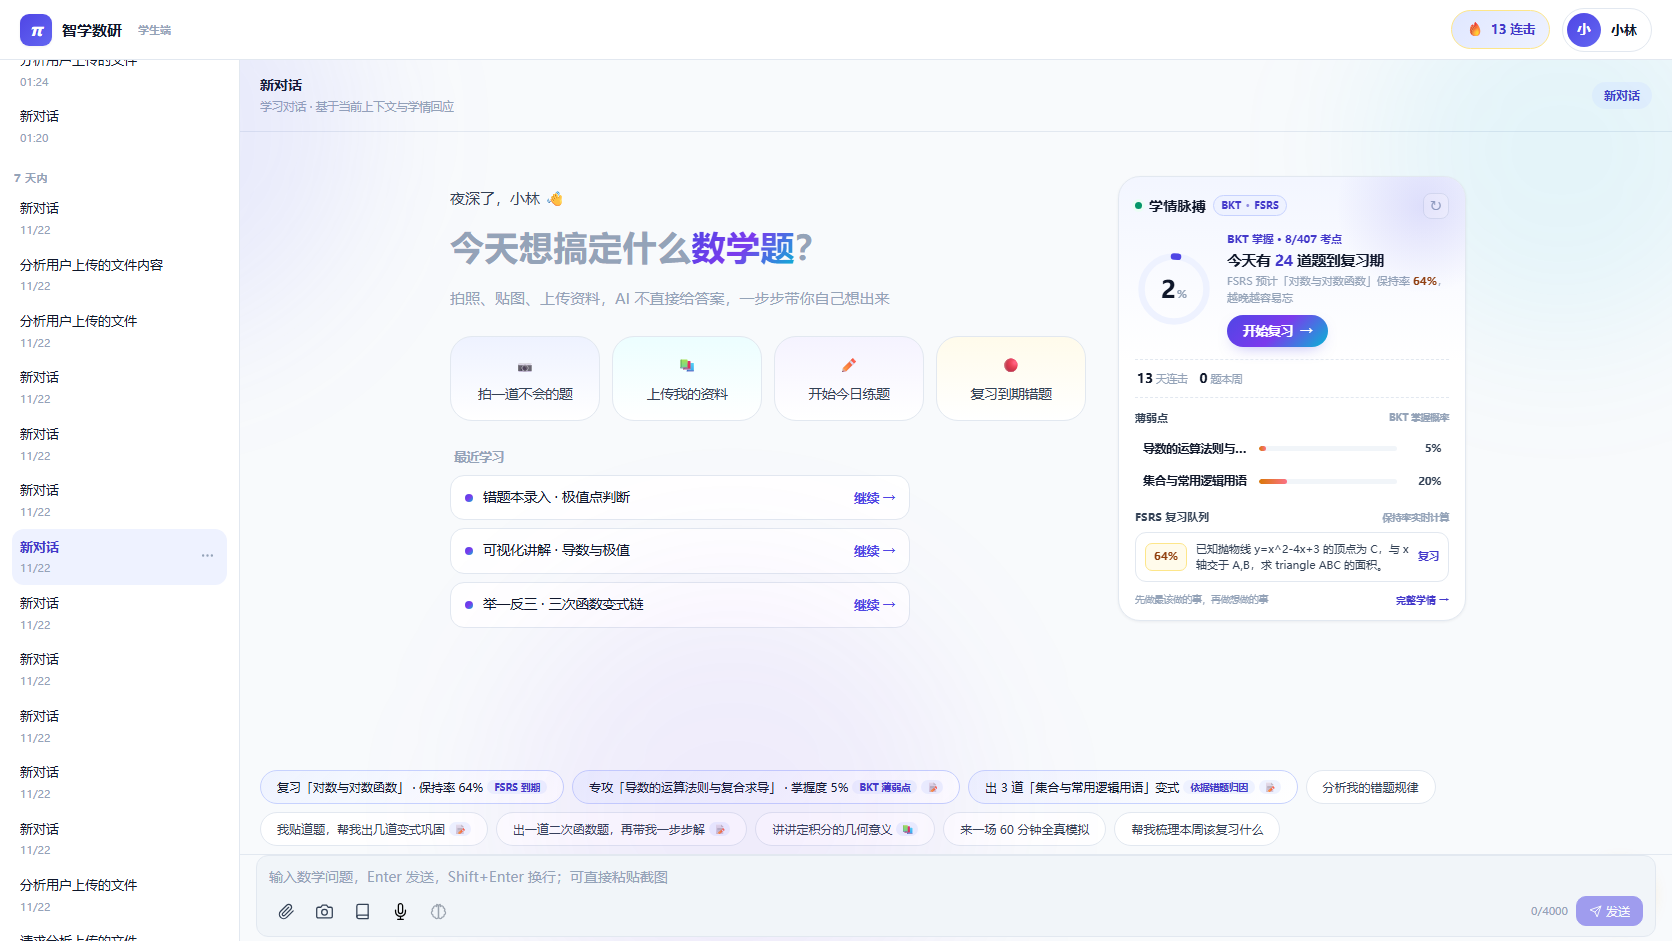 π 智学数研 学生端
13 连击
小 小林
分析用户上传的文件
01:24
新对话
01:20
7 天内
新对话
11/22
分析用户上传的文件内容
11/22
分析用户上传的文件
11/22
新对话
11/22
新对话
11/22
新对话
11/22
新对话
11/22
新对话
11/22
新对话
11/22
新对话
11/22
新对话
11/22
新对话
11/22
分析用户上传的文件
11/22
请求分析上传的文件
新对话
学习对话 · 基于当前上下文与学情回应
新对话
夜深了，小林
今天想搞定什么数学题？
拍照、贴图、上传资料，AI 不直接给答案，一步步带你自己想出来
拍一道不会的题
上传我的资料
开始今日练题
复习到期错题
最近学习
错题本录入 · 极值点判断 继续 →
可视化讲解 · 导数与极值 继续 →
举一反三 · 三次函数变式链 继续 →
学情脉搏 BKT • FSRS ↻
2%
BKT 掌握 • 8/407 考点
今天有 24 道题到复习期
FSRS 预计「对数与对数函数」保持率 64%，
越晚越容易忘
开始复习 →
13 天连击 0 题本周
薄弱点 BKT 掌握概率
导数的运算法则与... 5%
集合与常用逻辑用语 20%
FSRS 复习队列 保持率实时计算
64%
已知抛物线 y=x^2-4x+3 的顶点为 C，与 x
轴交于 A,B，求 triangle ABC 的面积。
复习
先做最该做的事，再做想做的事 完整学情 →
复习「对数与对数函数」 · 保持率 64% FSRS 到期
专攻「导数的运算法则与复合求导」 · 掌握度 5% BKT 薄弱点
出 3 道「集合与常用逻辑用语」变式 依据错题归因
分析我的错题规律
我贴道题，帮我出几道变式巩固
出一道二次函数题，再带我一步步解
讲讲定积分的几何意义
来一场 60 分钟全真模拟
帮我梳理本周该复习什么
输入数学问题，Enter 发送，Shift+Enter 换行；可直接粘贴截图
0/4000
发送